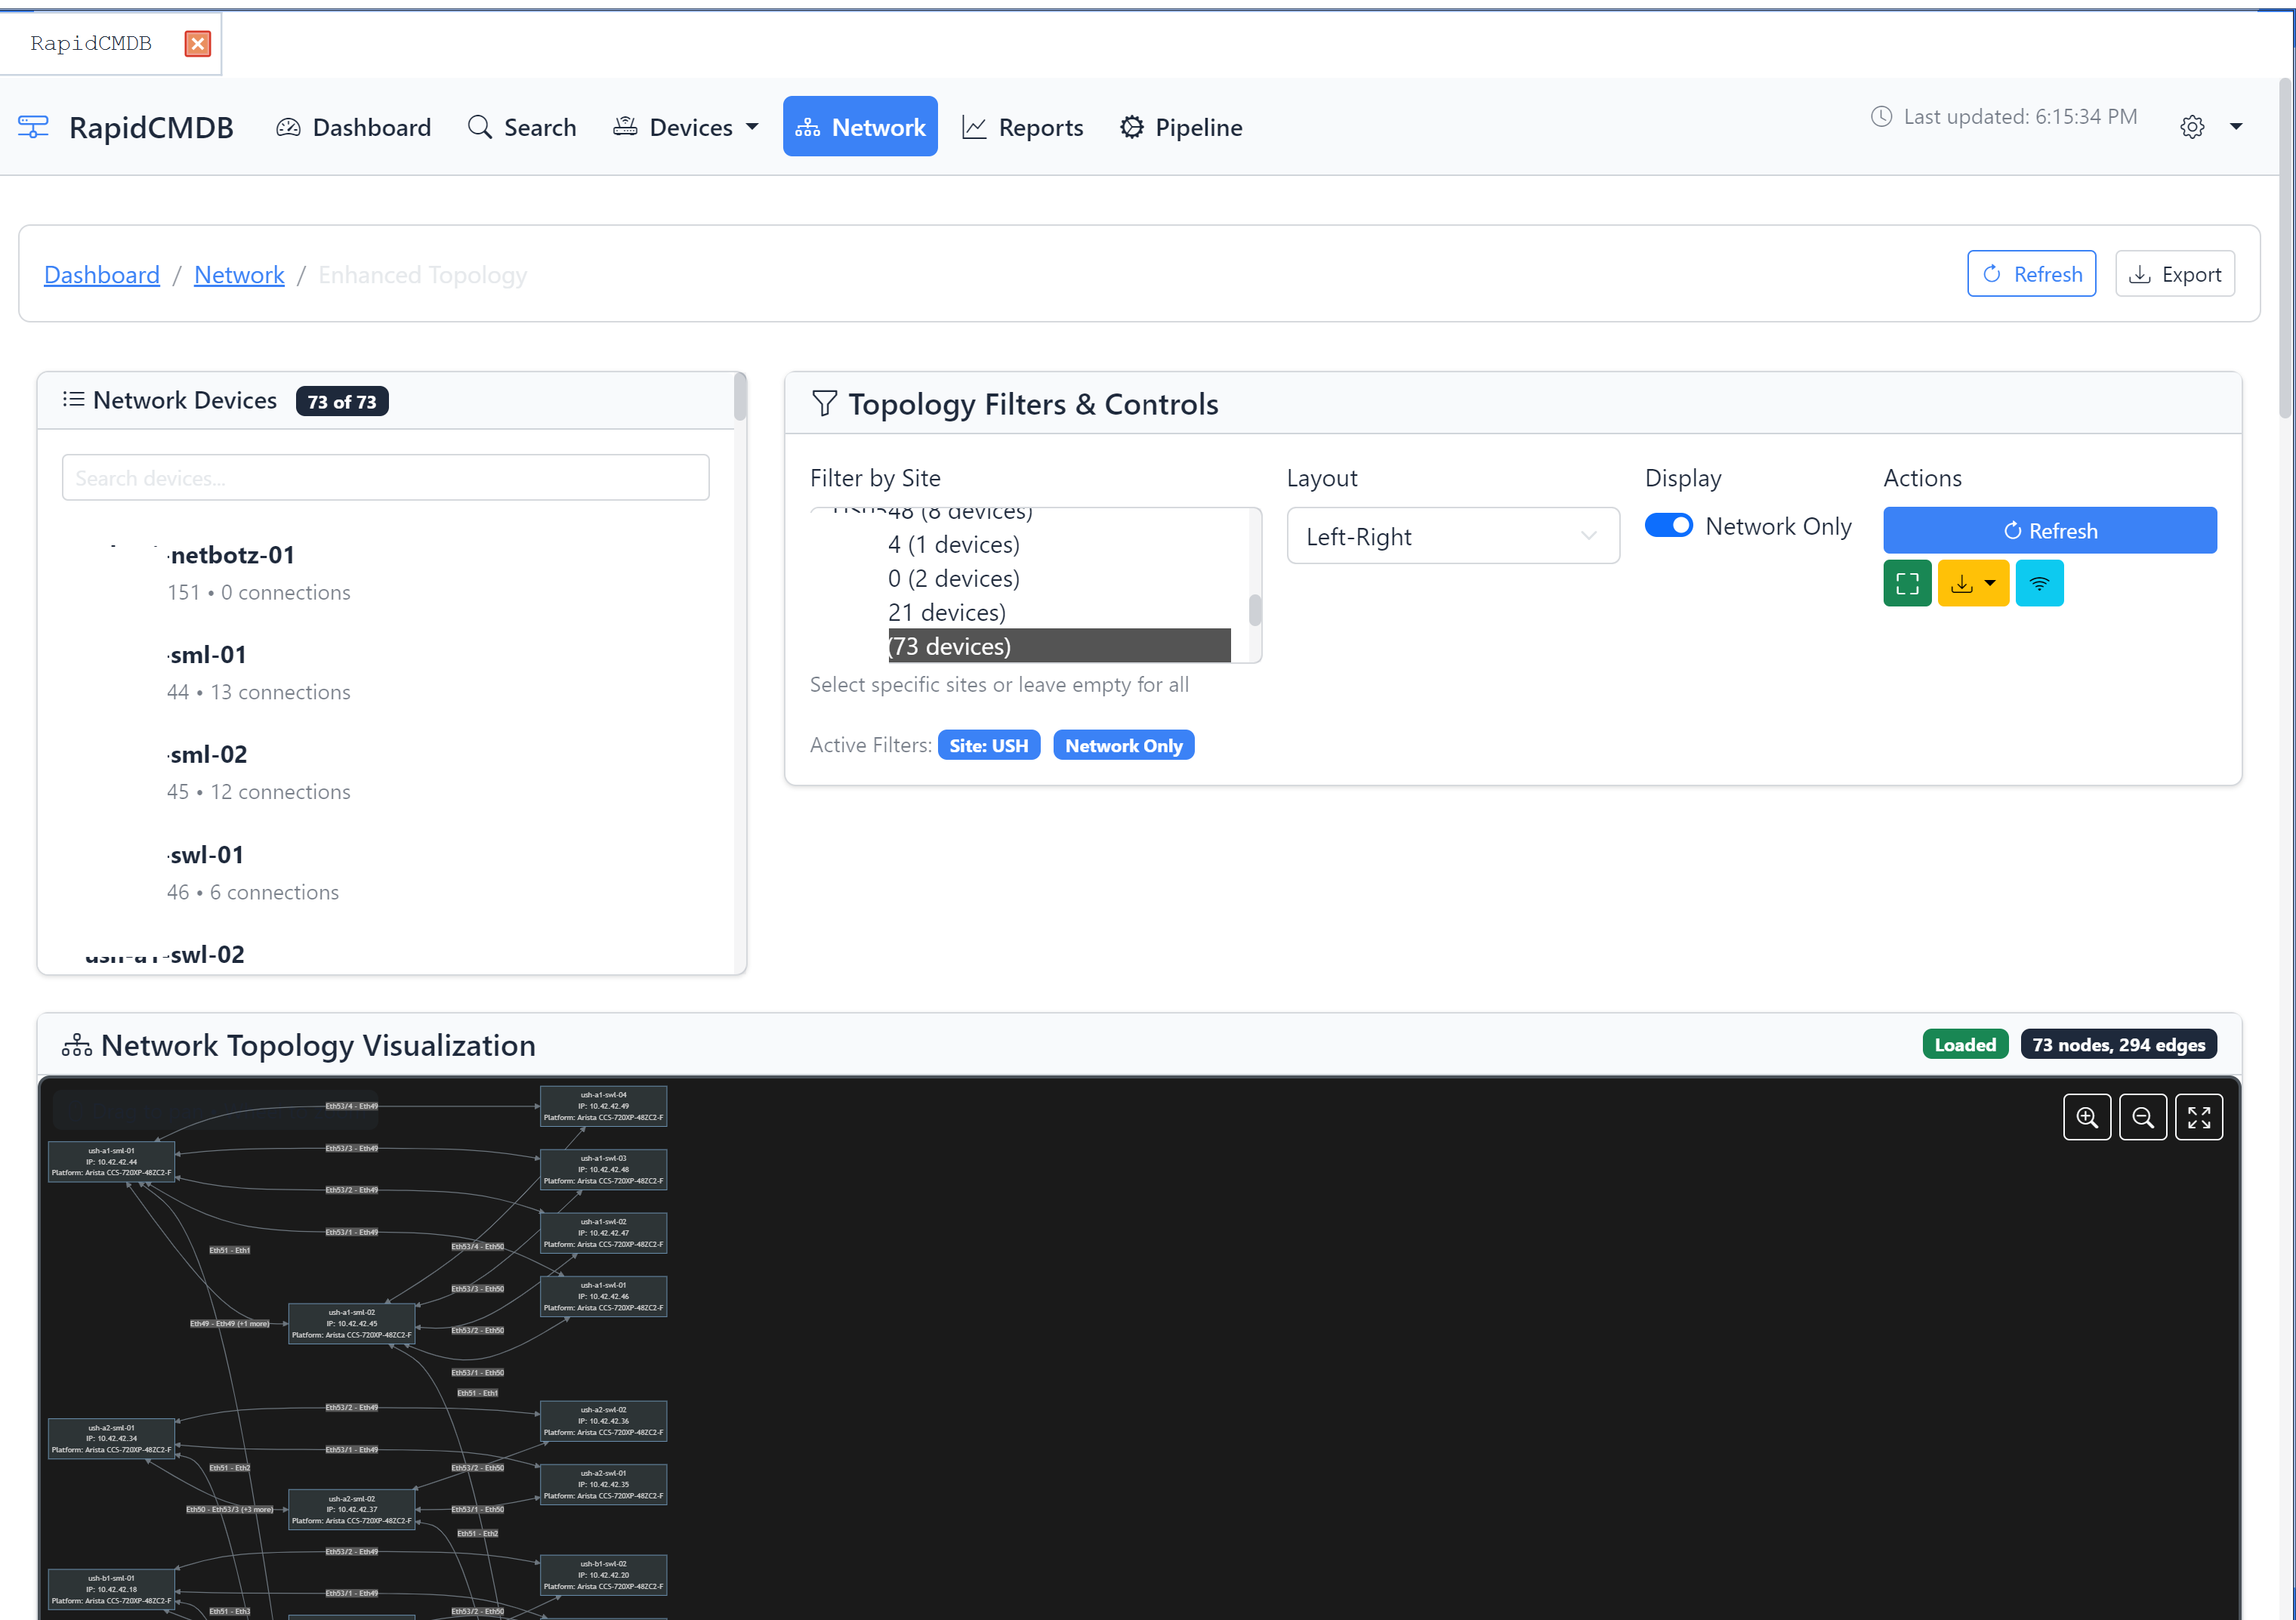 RapidCMDB
RapidCMDB Dashboard Search Devices Network Reports Pipeline Last updated: 6:15:34 PM
Dashboard / Network / Enhanced Topology Refresh Export
Network Devices 73 of 73
Search devices...
netbotz-01
151 • 0 connections
sml-01
44 • 13 connections
sml-02
45 • 12 connections
swl-01
46 • 6 connections
swl-02
Topology Filters & Controls
Filter by Site Layout Display Actions
48 (8 devices)
4 (1 devices)
0 (2 devices)
21 devices)
(73 devices)
Left-Right
Network Only
Refresh
Select specific sites or leave empty for all
Active Filters: Site: USH Network Only
Network Topology Visualization Loaded 73 nodes, 294 edges
ush-a1-swl-04
IP: 10.42.42.49
Platform: Arista CCS-720XP-48ZC2-F
Eth53/4 - Eth49
ush-a1-sml-01
IP: 10.42.42.44
Platform: Arista CCS-720XP-48ZC2-F
Eth53/3 - Eth49
ush-a1-swl-03
IP: 10.42.42.48
Platform: Arista CCS-720XP-48ZC2-F
Eth53/2 - Eth49
ush-a1-swl-02
IP: 10.42.42.47
Platform: Arista CCS-720XP-48ZC2-F
Eth53/1 - Eth49
Eth51 - Eth1
Eth53/4 - Eth50
ush-a1-swl-01
IP: 10.42.42.46
Platform: Arista CCS-720XP-48ZC2-F
Eth53/3 - Eth50
Eth49 - Eth49 (+1 more)
ush-a1-sml-02
IP: 10.42.42.45
Platform: Arista CCS-720XP-48ZC2-F
Eth53/2 - Eth50
Eth53/1 - Eth50
Eth51 - Eth1
Eth53/2 - Eth49
ush-a2-swl-02
IP: 10.42.42.36
Platform: Arista CCS-720XP-48ZC2-F
ush-a2-sml-01
IP: 10.42.42.34
Platform: Arista CCS-720XP-48ZC2-F
Eth53/1 - Eth49
Eth51 - Eth2
Eth53/2 - Eth50
ush-a2-swl-01
IP: 10.42.42.35
Platform: Arista CCS-720XP-48ZC2-F
Eth50 - Eth53/3 (+3 more)
ush-a2-sml-02
IP: 10.42.42.37
Platform: Arista CCS-720XP-48ZC2-F
Eth53/1 - Eth50
Eth51 - Eth2
Eth53/2 - Eth49
ush-b1-swl-02
IP: 10.42.42.20
Platform: Arista CCS-720XP-48ZC2-F
ush-b1-sml-01
IP: 10.42.42.18
Platform: Arista CCS-720XP-48ZC2-F
Eth53/1 - Eth49
Eth51 - Eth3
Eth53/2 - Eth50